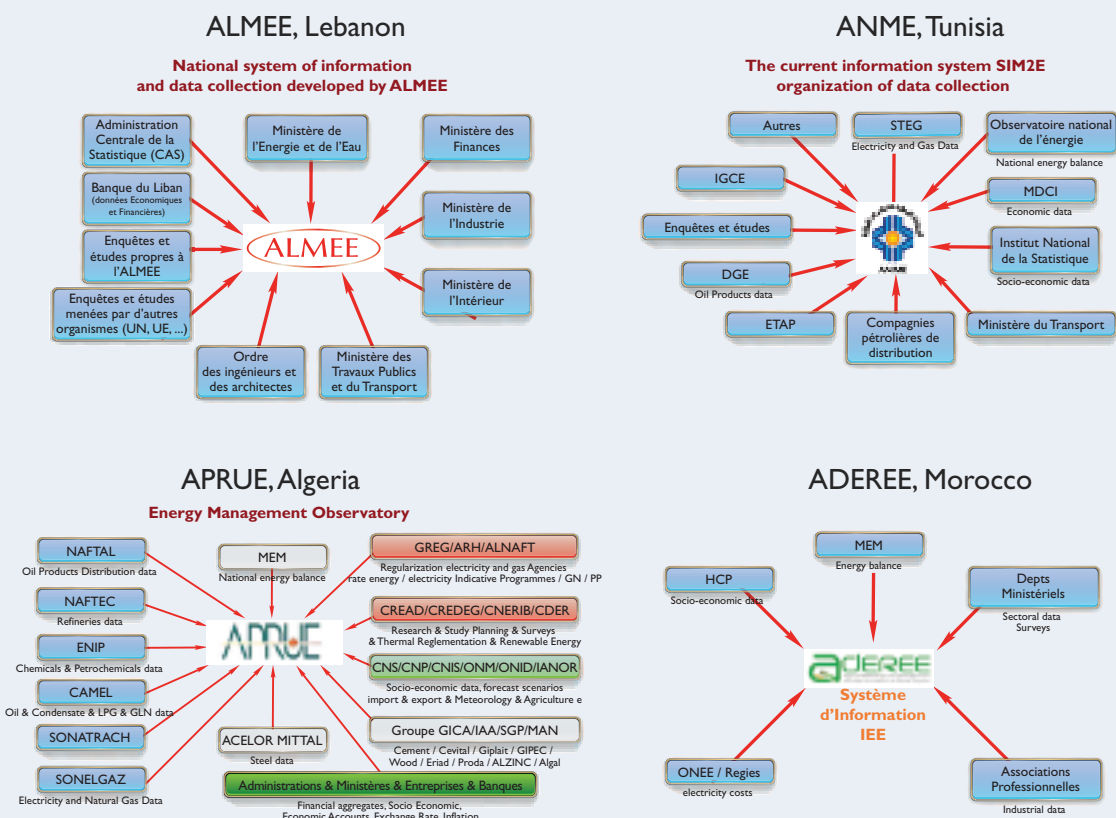 ALMEE, Lebanon
National system of information
and data collection developed by ALMEE
Administration
Centrale de la
Statistique (CAS)
Ministère de
l'Energie et de l'Eau
Ministère des
Finances
Banque du Liban
(données Economiques
et Financières)
Ministère de
l'Industrie
ALMEE
Enquêtes et
études propres à
l'ALMEE
Ministère de
l'Intérieur
Enquêtes et études
menées par d'autres
organismes (UN, UE, ...)
Ordre
des ingénieurs et
des architectes
Ministère des
Travaux Publics
et du Transport
ANME, Tunisia
The current information system SIM2E
organization of data collection
Autres
STEG
Electricity and Gas Data
Observatoire national
de l'énergie
National energy balance
IGCE
MDCI
Economic data
Enquêtes et études
Institut National
de la Statistique
Socio-economic data
DGE
Oil Products data
ETAP
Compagnies
pétrolières de
distribution
Ministère du Transport
APRUE, Algeria
Energy Management Observatory
NAFTAL
Oil Products Distribution data
MEM
National energy balance
GREG/ARH/ALNAFT
Regularization electricity and gas Agencies
rate energy / electricity Indicative Programmes / GN / PP
NAFTEC
Refineries data
CREAD/CREDEG/CNERIB/CDER
Research & Study Planning & Surveys
& Thermal Reglementation & Renewable Energy
APRUE
ENIP
Chemicals & Petrochemicals data
CNS/CNP/CNIS/ONM/ONID/IANOR
Socio-economic data, forecast scenarios
import & export & Meteorology & Agriculture e
CAMEL
Oil & Condensate & LPG & GLN data
SONATRACH
ACELOR MITTAL
Steel data
Groupe GICA/IAA/SGP/MAN
Cement / Cevital / Giplait / GIPEC /
Wood / Eriad / Proda / ALZINC / Algal
SONELGAZ
Electricity and Natural Gas Data
Administrations & Ministères & Entreprises & Banques
Financial aggregates, Socio Economic,
Economic Accounts, Exchange Rate, Inflation
ADEREE, Morocco
MEM
Energy balance
HCP
Socio-economic data
Depts
Ministériels
Sectoral data
Surveys
aDEREE
Système
d'Information
IEE
ONEE / Regies
electricity costs
Associations
Professionnelles
Industrial data